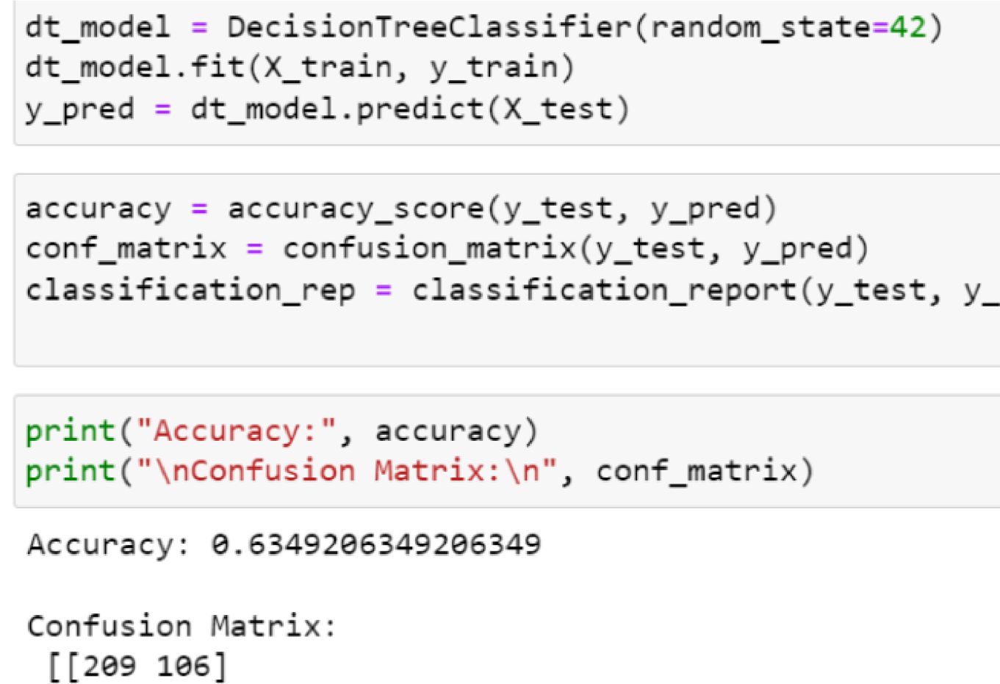 dt_model = DecisionTreeClassifier(random_state=42)
dt_model.fit(X_train, y_train)
y_pred = dt_model.predict(X_test)
accuracy = accuracy_score(y_test, y_pred)
conf_matrix = confusion_matrix(y_test, y_pred)
classification_rep = classification_report(y_test, y_
print("Accuracy:", accuracy)
print("\nConfusion Matrix:\n", conf_matrix)
Accuracy: 0.6349206349206349
Confusion Matrix:
[[209 106]